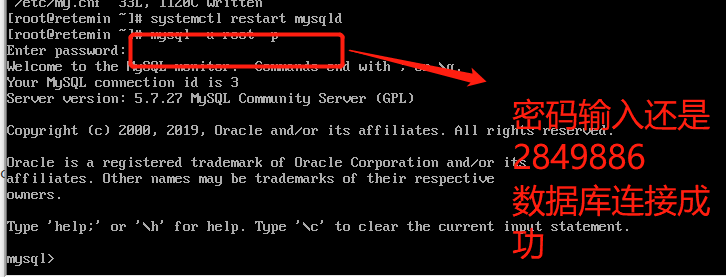 "/etc/my.cnf" 33L, 1120C written
[root@retemin ~]# systemctl restart mysqld
[root@retemin ~]# mysql -u root -p
Enter password:
Welcome to the MySQL monitor. Commands end with ; or \g.
Your MySQL connection id is 3
Server version: 5.7.27 MySQL Community Server (GPL)
Copyright (c) 2000, 2019, Oracle and/or its affiliates. All rights reserved.
Oracle is a registered trademark of Oracle Corporation and/or its
affiliates. Other names may be trademarks of their respective
owners.
Type 'help;' or '\h' for help. Type '\c' to clear the current input statement.
mysql>
密码输入还是
2849886
数据库连接成
功